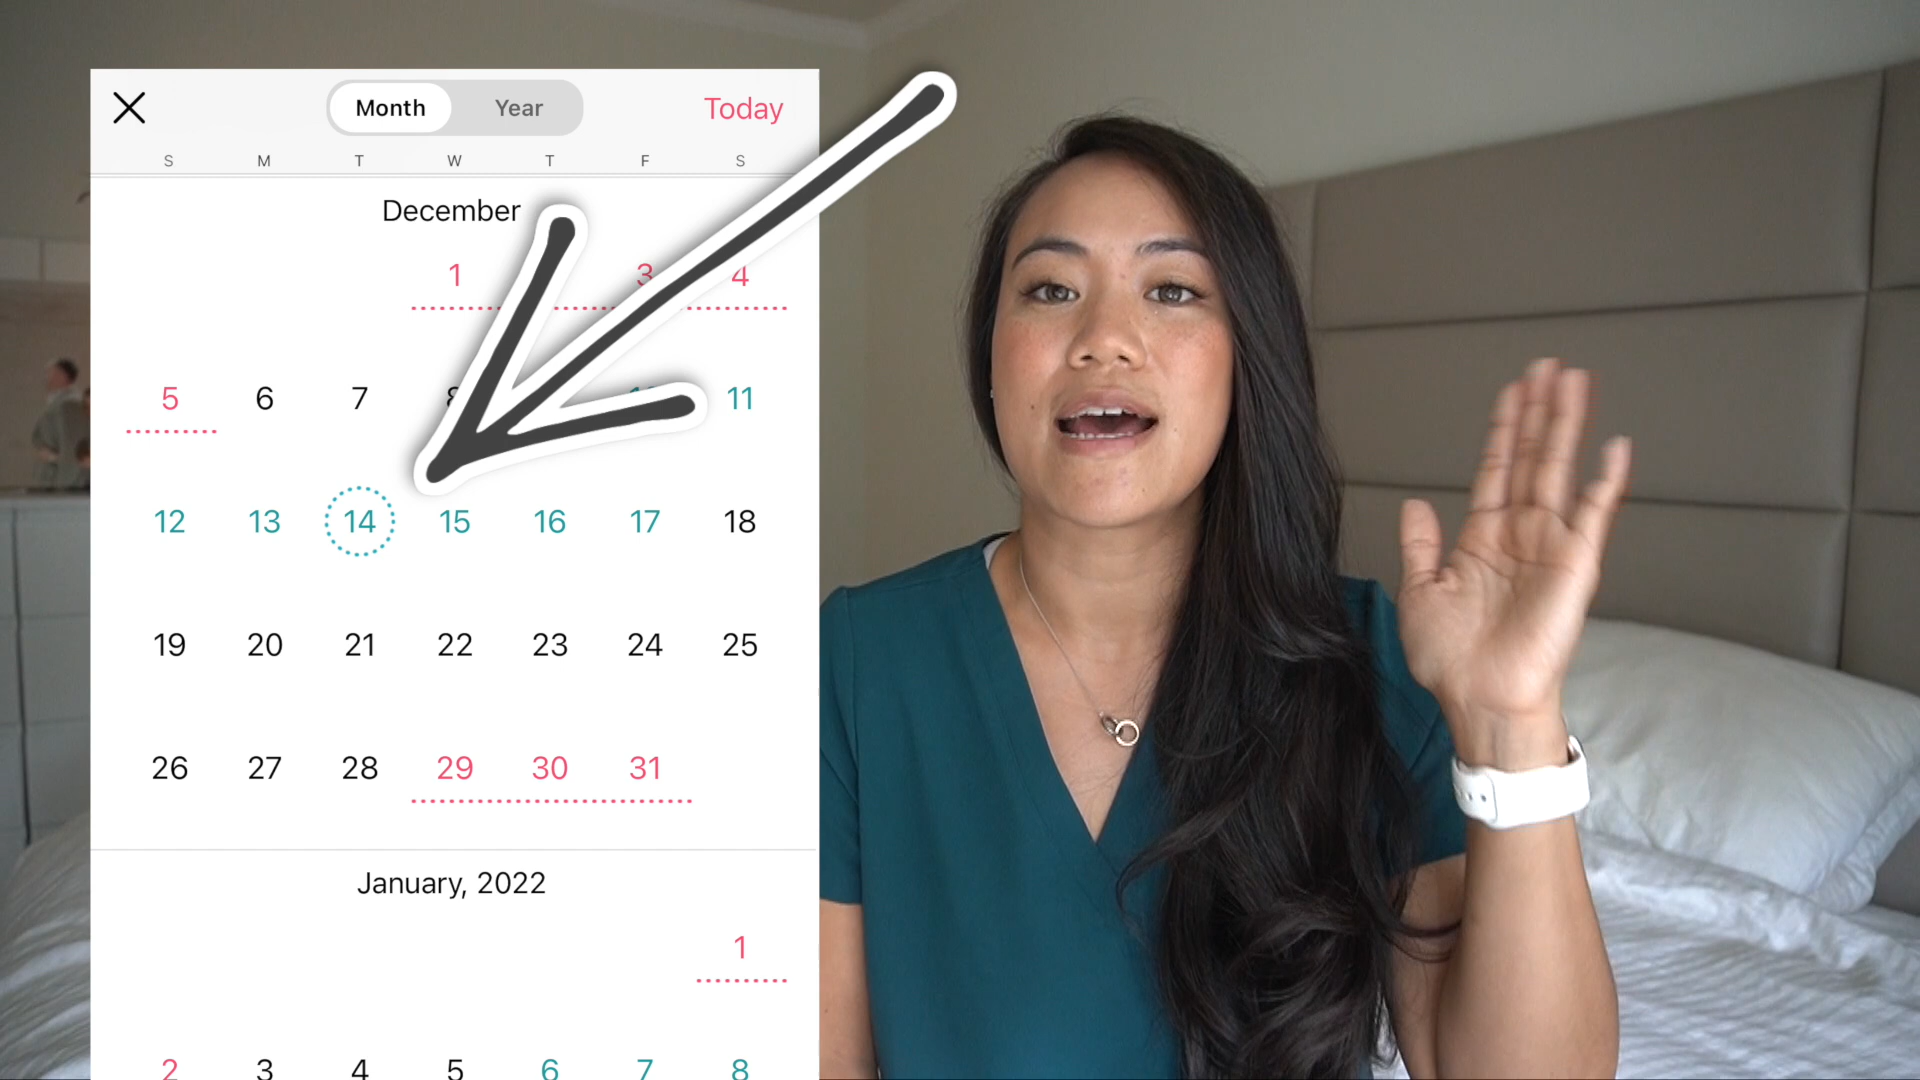 Month Year Today
S M T W T F S
December
1 3 4
5 6 7 11
12 13 14 15 16 17 18
19 20 21 22 23 24 25
26 27 28 29 30 31
January, 2022
1
2 3 4 5 6 7 8